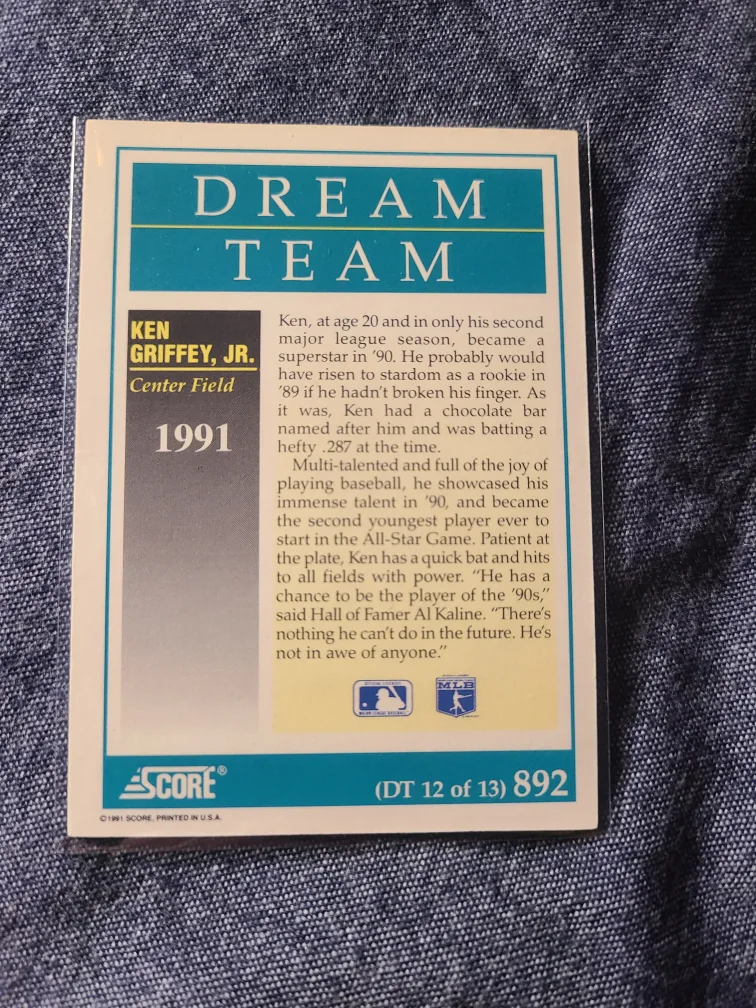 DREAM
TEAM
KEN
GRIFFEY, JR.
Center Field
1991
Ken, at age 20 and in only his second
major league season, became a
superstar in '90. He probably would
have risen to stardom as a rookie in
'89 if he hadn't broken his finger. As
it was, Ken had a chocolate bar
named after him and was batting a
hefty .287 at the time.
Multi-talented and full of the joy of
playing baseball, he showcased his
immense talent in '90, and became
the second youngest player ever to
start in the All-Star Game. Patient at
the plate, Ken has a quick bat and hits
to all fields with power. "He has a
chance to be the player of the '90s,"
said Hall of Famer Al Kaline. "There's
nothing he can't do in the future. He's
not in awe of anyone."
MLB
SCORE®
(DT 12 of 13) 892
©1991 SCORE, PRINTED IN U.S.A.